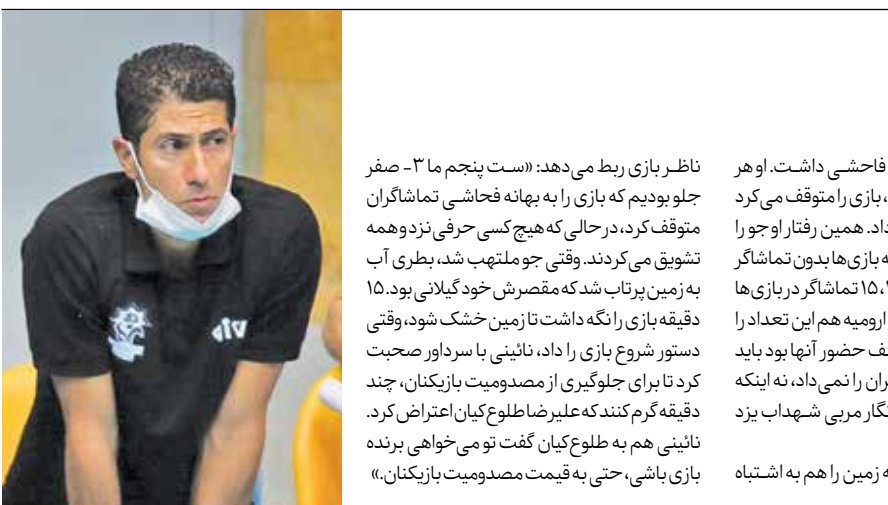 فاحشی داشت. او هر
، بازی را متوقف می‌کرد
داد. همین رفتار او جو را
ه بازی‌ها بدون تماشاگر
۱۵ تماشاگر در بازی‌ها
ارومیه هم این تعداد را
ف حضور آنها بود باید
ران را نمی‌داد، نه اینکه
نگار مربی شهداب یزد
ه زمین را هم به اشتباه
ناظر بازی ربط می‌دهد: «ست پنجم ما ۳- صفر
جلو بودیم که بازی را به بهانه فحاشی تماشاگران
متوقف کرد، در حالی که هیچ کسی حرفی نزد و همه
تشویق می‌کردند. وقتی جو ملتهب شد، بطری آب
به زمین پرتاب شد که مقصرش خود گیلانی بود. ۱۵
دقیقه بازی را نگه داشت تا زمین خشک شود، وقتی
دستور شروع بازی را داد، نائینی با سرداور صحبت
کرد تا برای جلوگیری از مصدومیت بازیکنان، چند
دقیقه گرم کنند که علیرضا طلوع‌کیان اعتراض کرد.
نائینی هم به طلوع‌کیان گفت تو می‌خواهی برنده
بازی باشی، حتی به قیمت مصدومیت بازیکنان.»